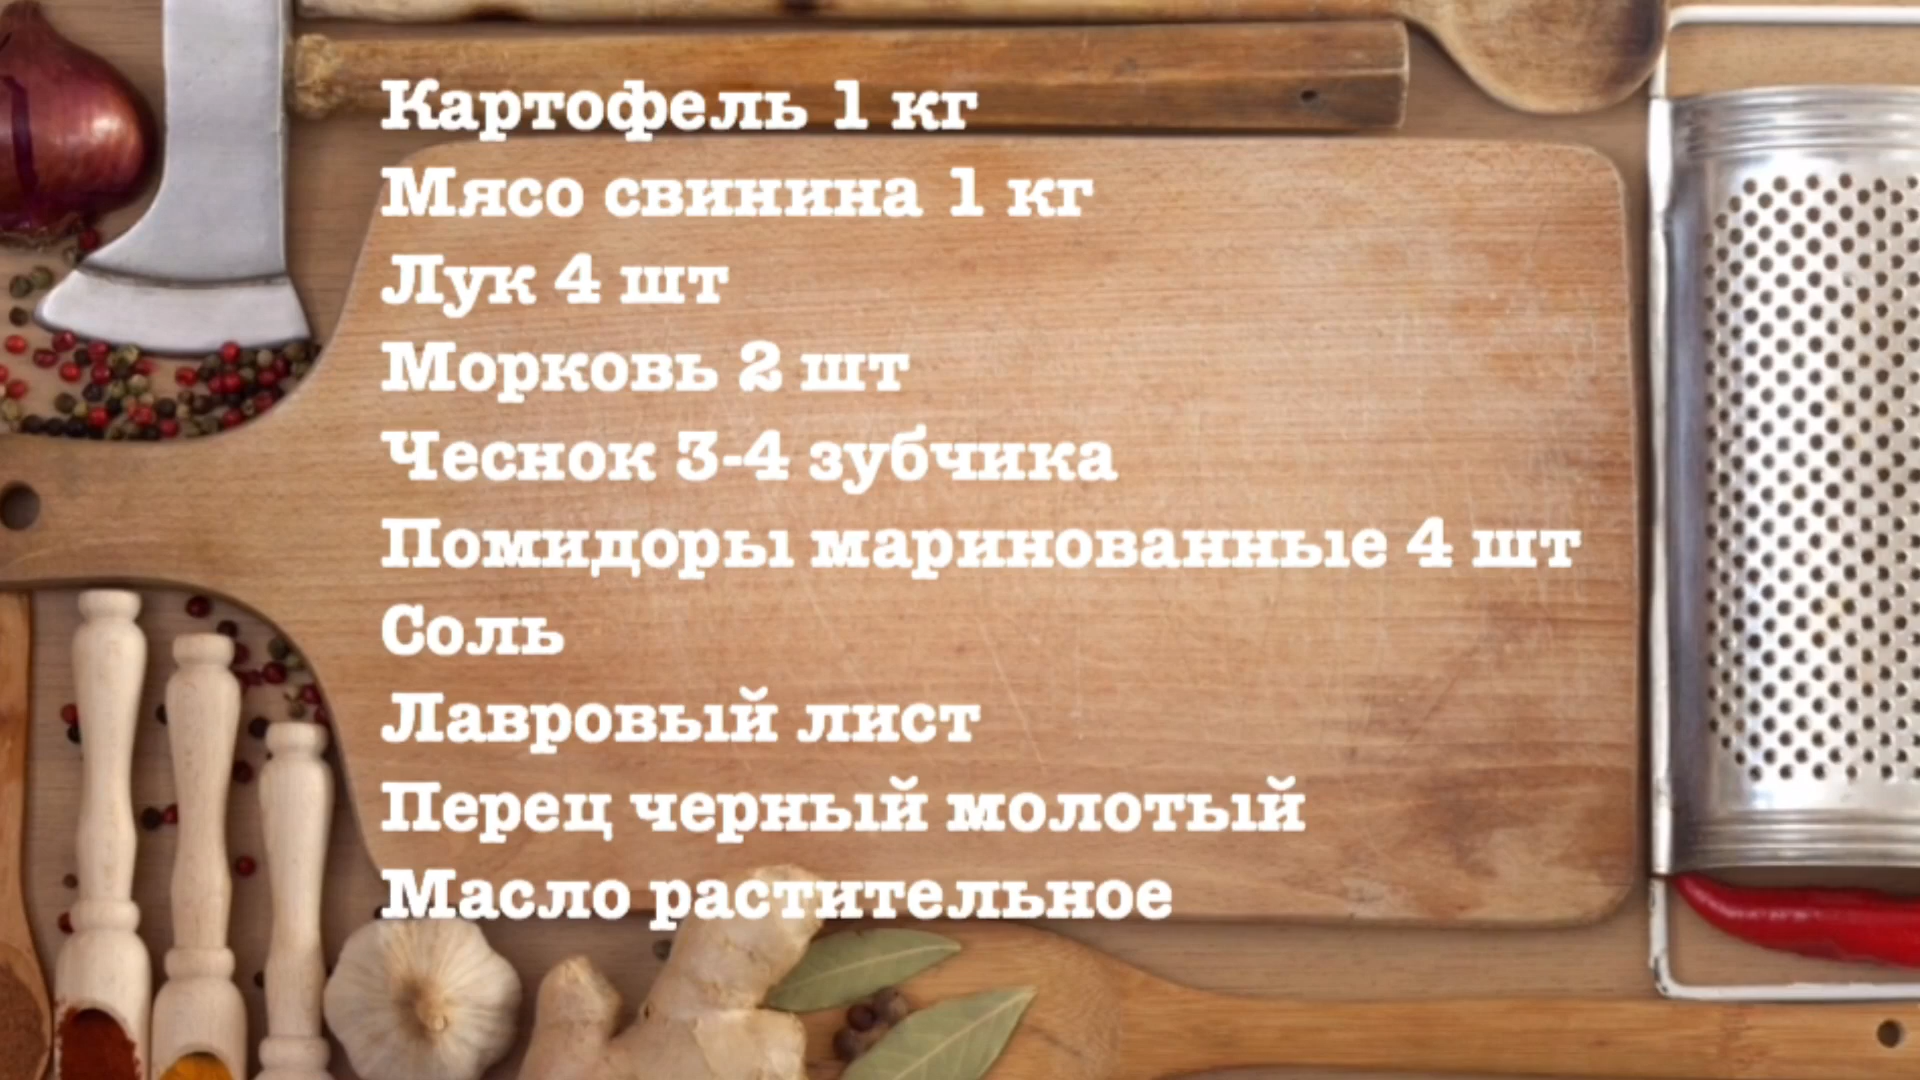 Картофель 1 кг
Мясо свинина 1 кг
Лук 4 шт
Морковь 2 шт
Чеснок 3-4 зубчика
Помидоры маринованные 4 шт
Соль
Лавровый лист
Перец черный молотый
Масло растительное